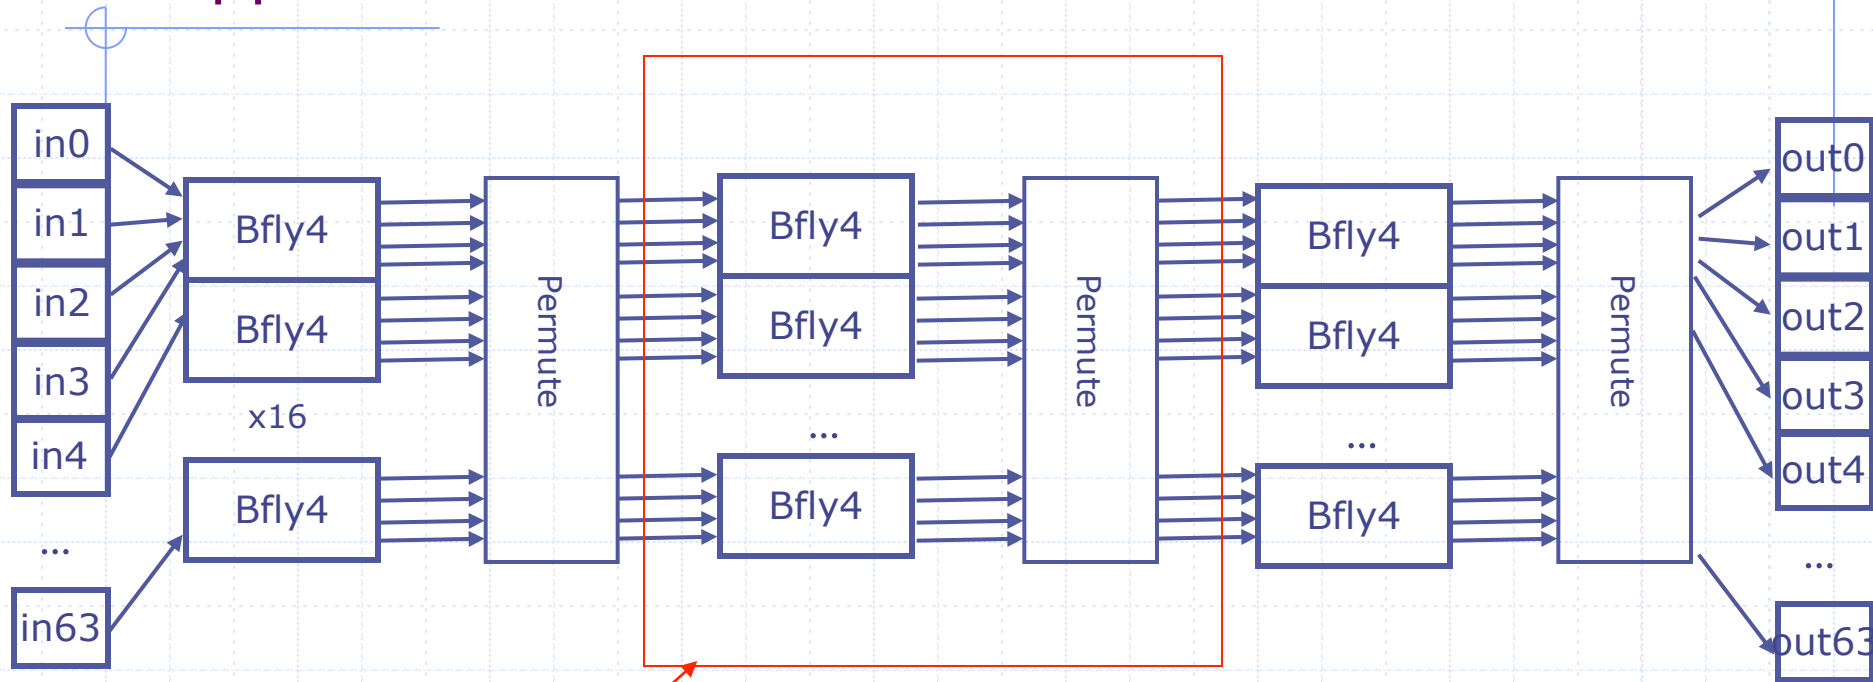 in0
in1
in2
in3
in4
...
in63
Bfly4
Bfly4
x16
Bfly4
Permute
Bfly4
Bfly4
...
Bfly4
Permute
Bfly4
Bfly4
...
Bfly4
Permute
out0
out1
out2
out3
out4
...
out63